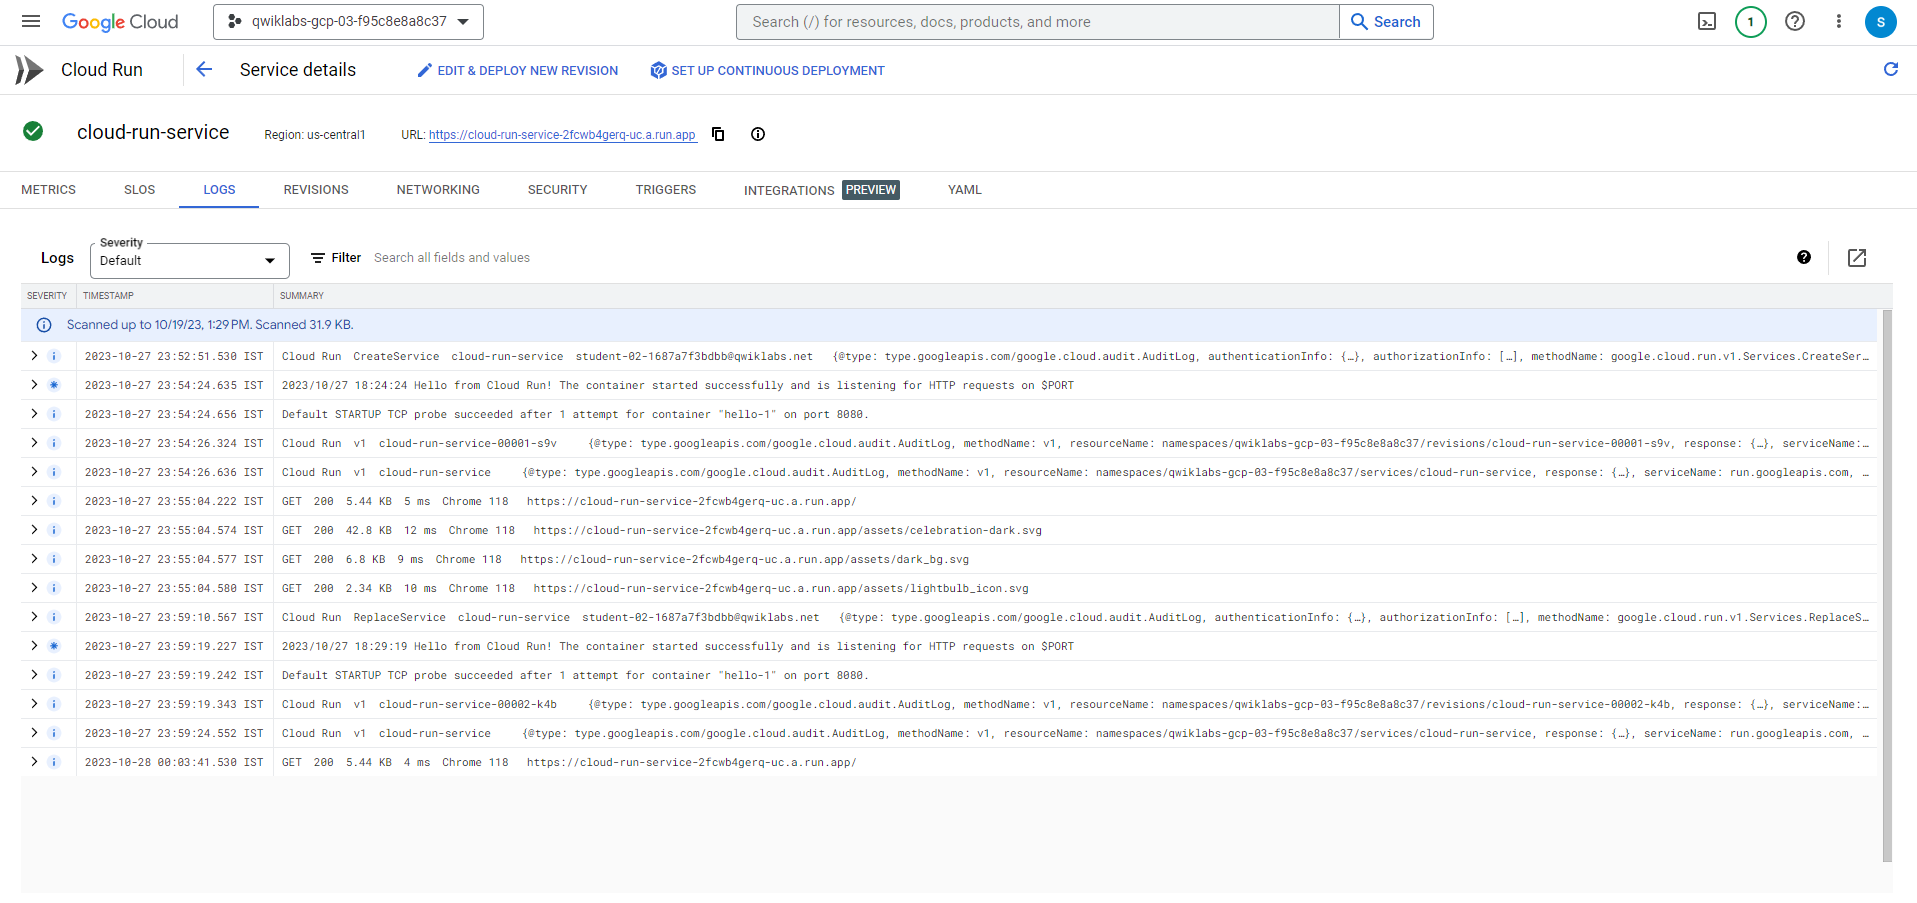 Google Cloud qwiklabs-gcp-03-f95c8e8a8c37 Search (/) for resources, docs, products, and more Search 1 S
Cloud Run Service details EDIT & DEPLOY NEW REVISION SET UP CONTINUOUS DEPLOYMENT
cloud-run-service Region: us-central1 URL: https://cloud-run-service-2fcwb4gerq-uc.a.run.app
METRICS SLOS LOGS REVISIONS NETWORKING SECURITY TRIGGERS INTEGRATIONS PREVIEW YAML
Severity
Logs Default Filter Search all fields and values
SEVERITY TIMESTAMP SUMMARY
Scanned up to 10/19/23, 1:29 PM. Scanned 31.9 KB.
2023-10-27 23:52:51.530 IST Cloud Run CreateService cloud-run-service student-02-1687a7f3bdbb@qwiklabs.net {@type: type.googleapis.com/google.cloud.audit.AuditLog, authenticationInfo: {…}, authorizationInfo: […], methodName: google.cloud.run.v1.Services.CreateSer…
2023-10-27 23:54:24.635 IST 2023/10/27 18:24:24 Hello from Cloud Run! The container started successfully and is listening for HTTP requests on $PORT
2023-10-27 23:54:24.656 IST Default STARTUP TCP probe succeeded after 1 attempt for container "hello-1" on port 8080.
2023-10-27 23:54:26.324 IST Cloud Run v1 cloud-run-service-00001-s9v {@type: type.googleapis.com/google.cloud.audit.AuditLog, methodName: v1, resourceName: namespaces/qwiklabs-gcp-03-f95c8e8a8c37/revisions/cloud-run-service-00001-s9v, response: {…}, serviceName:…
2023-10-27 23:54:26.636 IST Cloud Run v1 cloud-run-service {@type: type.googleapis.com/google.cloud.audit.AuditLog, methodName: v1, resourceName: namespaces/qwiklabs-gcp-03-f95c8e8a8c37/services/cloud-run-service, response: {…}, serviceName: run.googleapis.com, …
2023-10-27 23:55:04.222 IST GET 200 5.44 KB 5 ms Chrome 118 https://cloud-run-service-2fcwb4gerq-uc.a.run.app/
2023-10-27 23:55:04.574 IST GET 200 42.8 KB 12 ms Chrome 118 https://cloud-run-service-2fcwb4gerq-uc.a.run.app/assets/celebration-dark.svg
2023-10-27 23:55:04.577 IST GET 200 6.8 KB 9 ms Chrome 118 https://cloud-run-service-2fcwb4gerq-uc.a.run.app/assets/dark_bg.svg
2023-10-27 23:55:04.580 IST GET 200 2.34 KB 10 ms Chrome 118 https://cloud-run-service-2fcwb4gerq-uc.a.run.app/assets/lightbulb_icon.svg
2023-10-27 23:59:10.567 IST Cloud Run ReplaceService cloud-run-service student-02-1687a7f3bdbb@qwiklabs.net {@type: type.googleapis.com/google.cloud.audit.AuditLog, authenticationInfo: {…}, authorizationInfo: […], methodName: google.cloud.run.v1.Services.ReplaceS…
2023-10-27 23:59:19.227 IST 2023/10/27 18:29:19 Hello from Cloud Run! The container started successfully and is listening for HTTP requests on $PORT
2023-10-27 23:59:19.242 IST Default STARTUP TCP probe succeeded after 1 attempt for container "hello-1" on port 8080.
2023-10-27 23:59:19.343 IST Cloud Run v1 cloud-run-service-00002-k4b {@type: type.googleapis.com/google.cloud.audit.AuditLog, methodName: v1, resourceName: namespaces/qwiklabs-gcp-03-f95c8e8a8c37/revisions/cloud-run-service-00002-k4b, response: {…}, serviceName:…
2023-10-27 23:59:24.552 IST Cloud Run v1 cloud-run-service {@type: type.googleapis.com/google.cloud.audit.AuditLog, methodName: v1, resourceName: namespaces/qwiklabs-gcp-03-f95c8e8a8c37/services/cloud-run-service, response: {…}, serviceName: run.googleapis.com, …
2023-10-28 00:03:41.530 IST GET 200 5.44 KB 4 ms Chrome 118 https://cloud-run-service-2fcwb4gerq-uc.a.run.app/